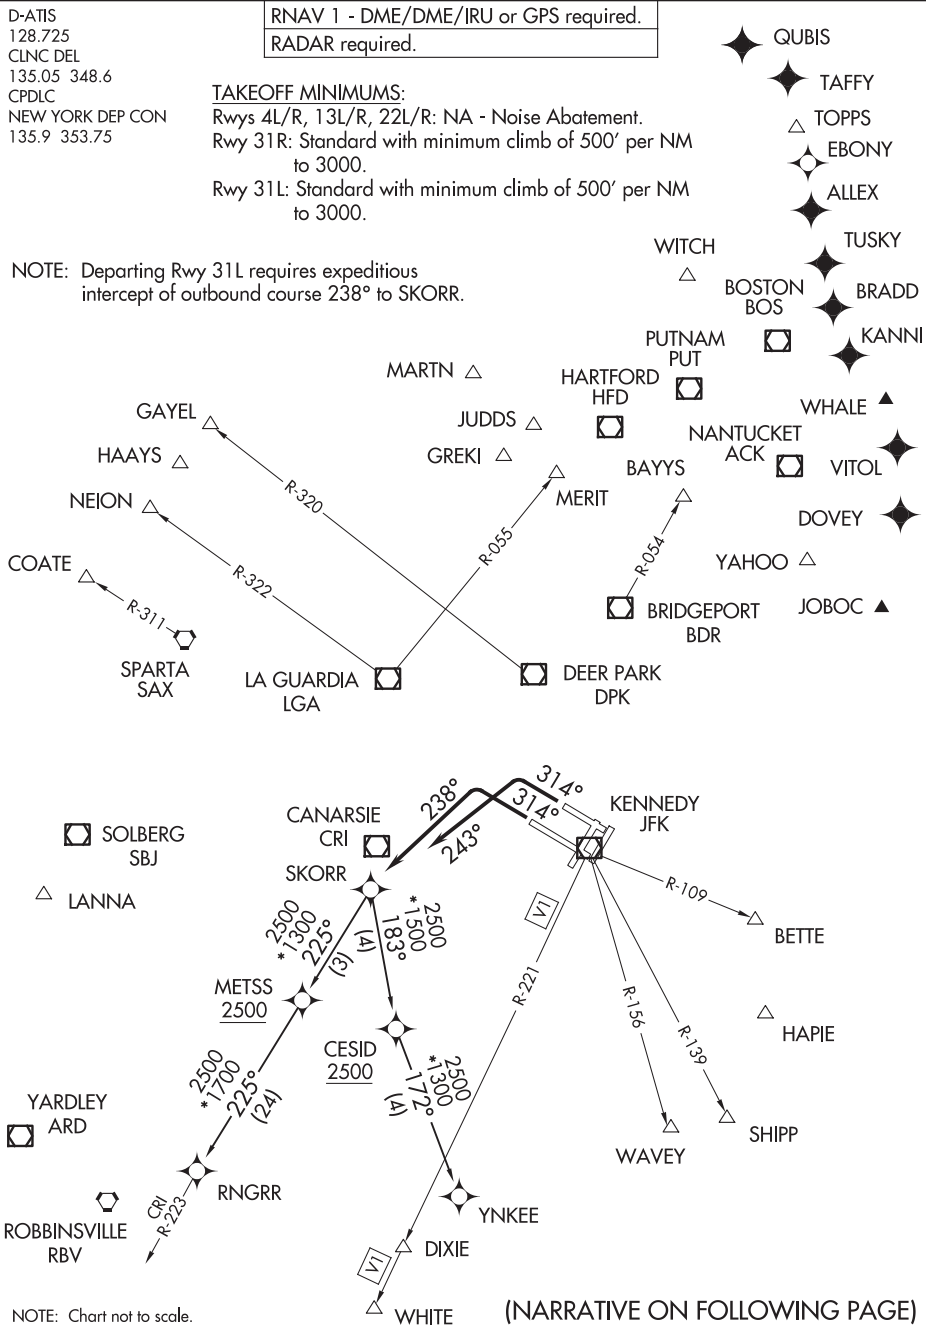 D-ATIS
128.725
CLNC DEL
135.05 348.6
CPDLC
NEW YORK DEP CON
135.9 353.75
RNAV 1 - DME/DME/IRU or GPS required.
RADAR required.
TAKEOFF MINIMUMS:
Rwys 4L/R, 13L/R, 22L/R: NA - Noise Abatement.
Rwy 31R: Standard with minimum climb of 500′ per NM
to 3000.
Rwy 31L: Standard with minimum climb of 500′ per NM
to 3000.
NOTE: Departing Rwy 31L requires expeditious
intercept of outbound course 238° to SKORR.
QUBIS
TAFFY
TOPPS
EBONY
ALLEX
TUSKY
WITCH
BOSTON
BOS
BRADD
KANNI
PUTNAM
PUT
MARTN
HARTFORD
HFD
WHALE
GAYEL
JUDDS
NANTUCKET
ACK
HAAYS
GREKI
BAYYS
VITOL
MERIT
NEION
R-320
DOVEY
R-055
R-054
COATE
R-322
YAHOO
R-311
BRIDGEPORT
BDR
JOBOC
SPARTA
SAX
LA GUARDIA
LGA
DEER PARK
DPK
314°
238°
314°
KENNEDY
JFK
CANARSIE
CRI
243°
SOLBERG
SBJ
SKORR
LANNA
R-109
V1
BETTE
2500
*1300
225°
(3)
2500
*1500
183°
(4)
METSS
2500
R-221
R-156
R-139
HAPIE
CESID
2500
2500
*1700
225°
(24)
2500
*1300
172°
(4)
YARDLEY
ARD
WAVEY
SHIPP
RNGRR
CRI
R-223
YNKEE
ROBBINSVILLE
RBV
DIXIE
V1
WHITE
NOTE: Chart not to scale.
(NARRATIVE ON FOLLOWING PAGE)